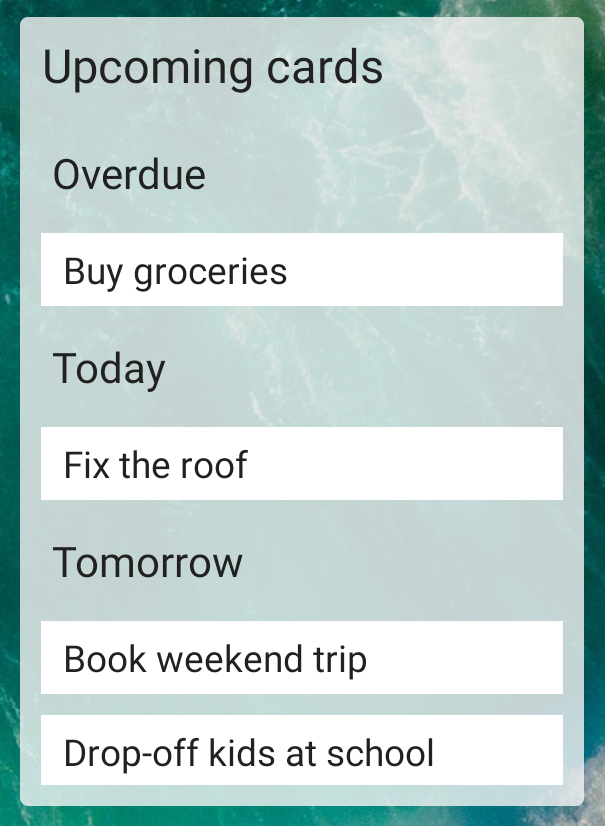 Upcoming cards
Overdue
Buy groceries
Today
Fix the roof
Tomorrow
Book weekend trip
Drop-off kids at school